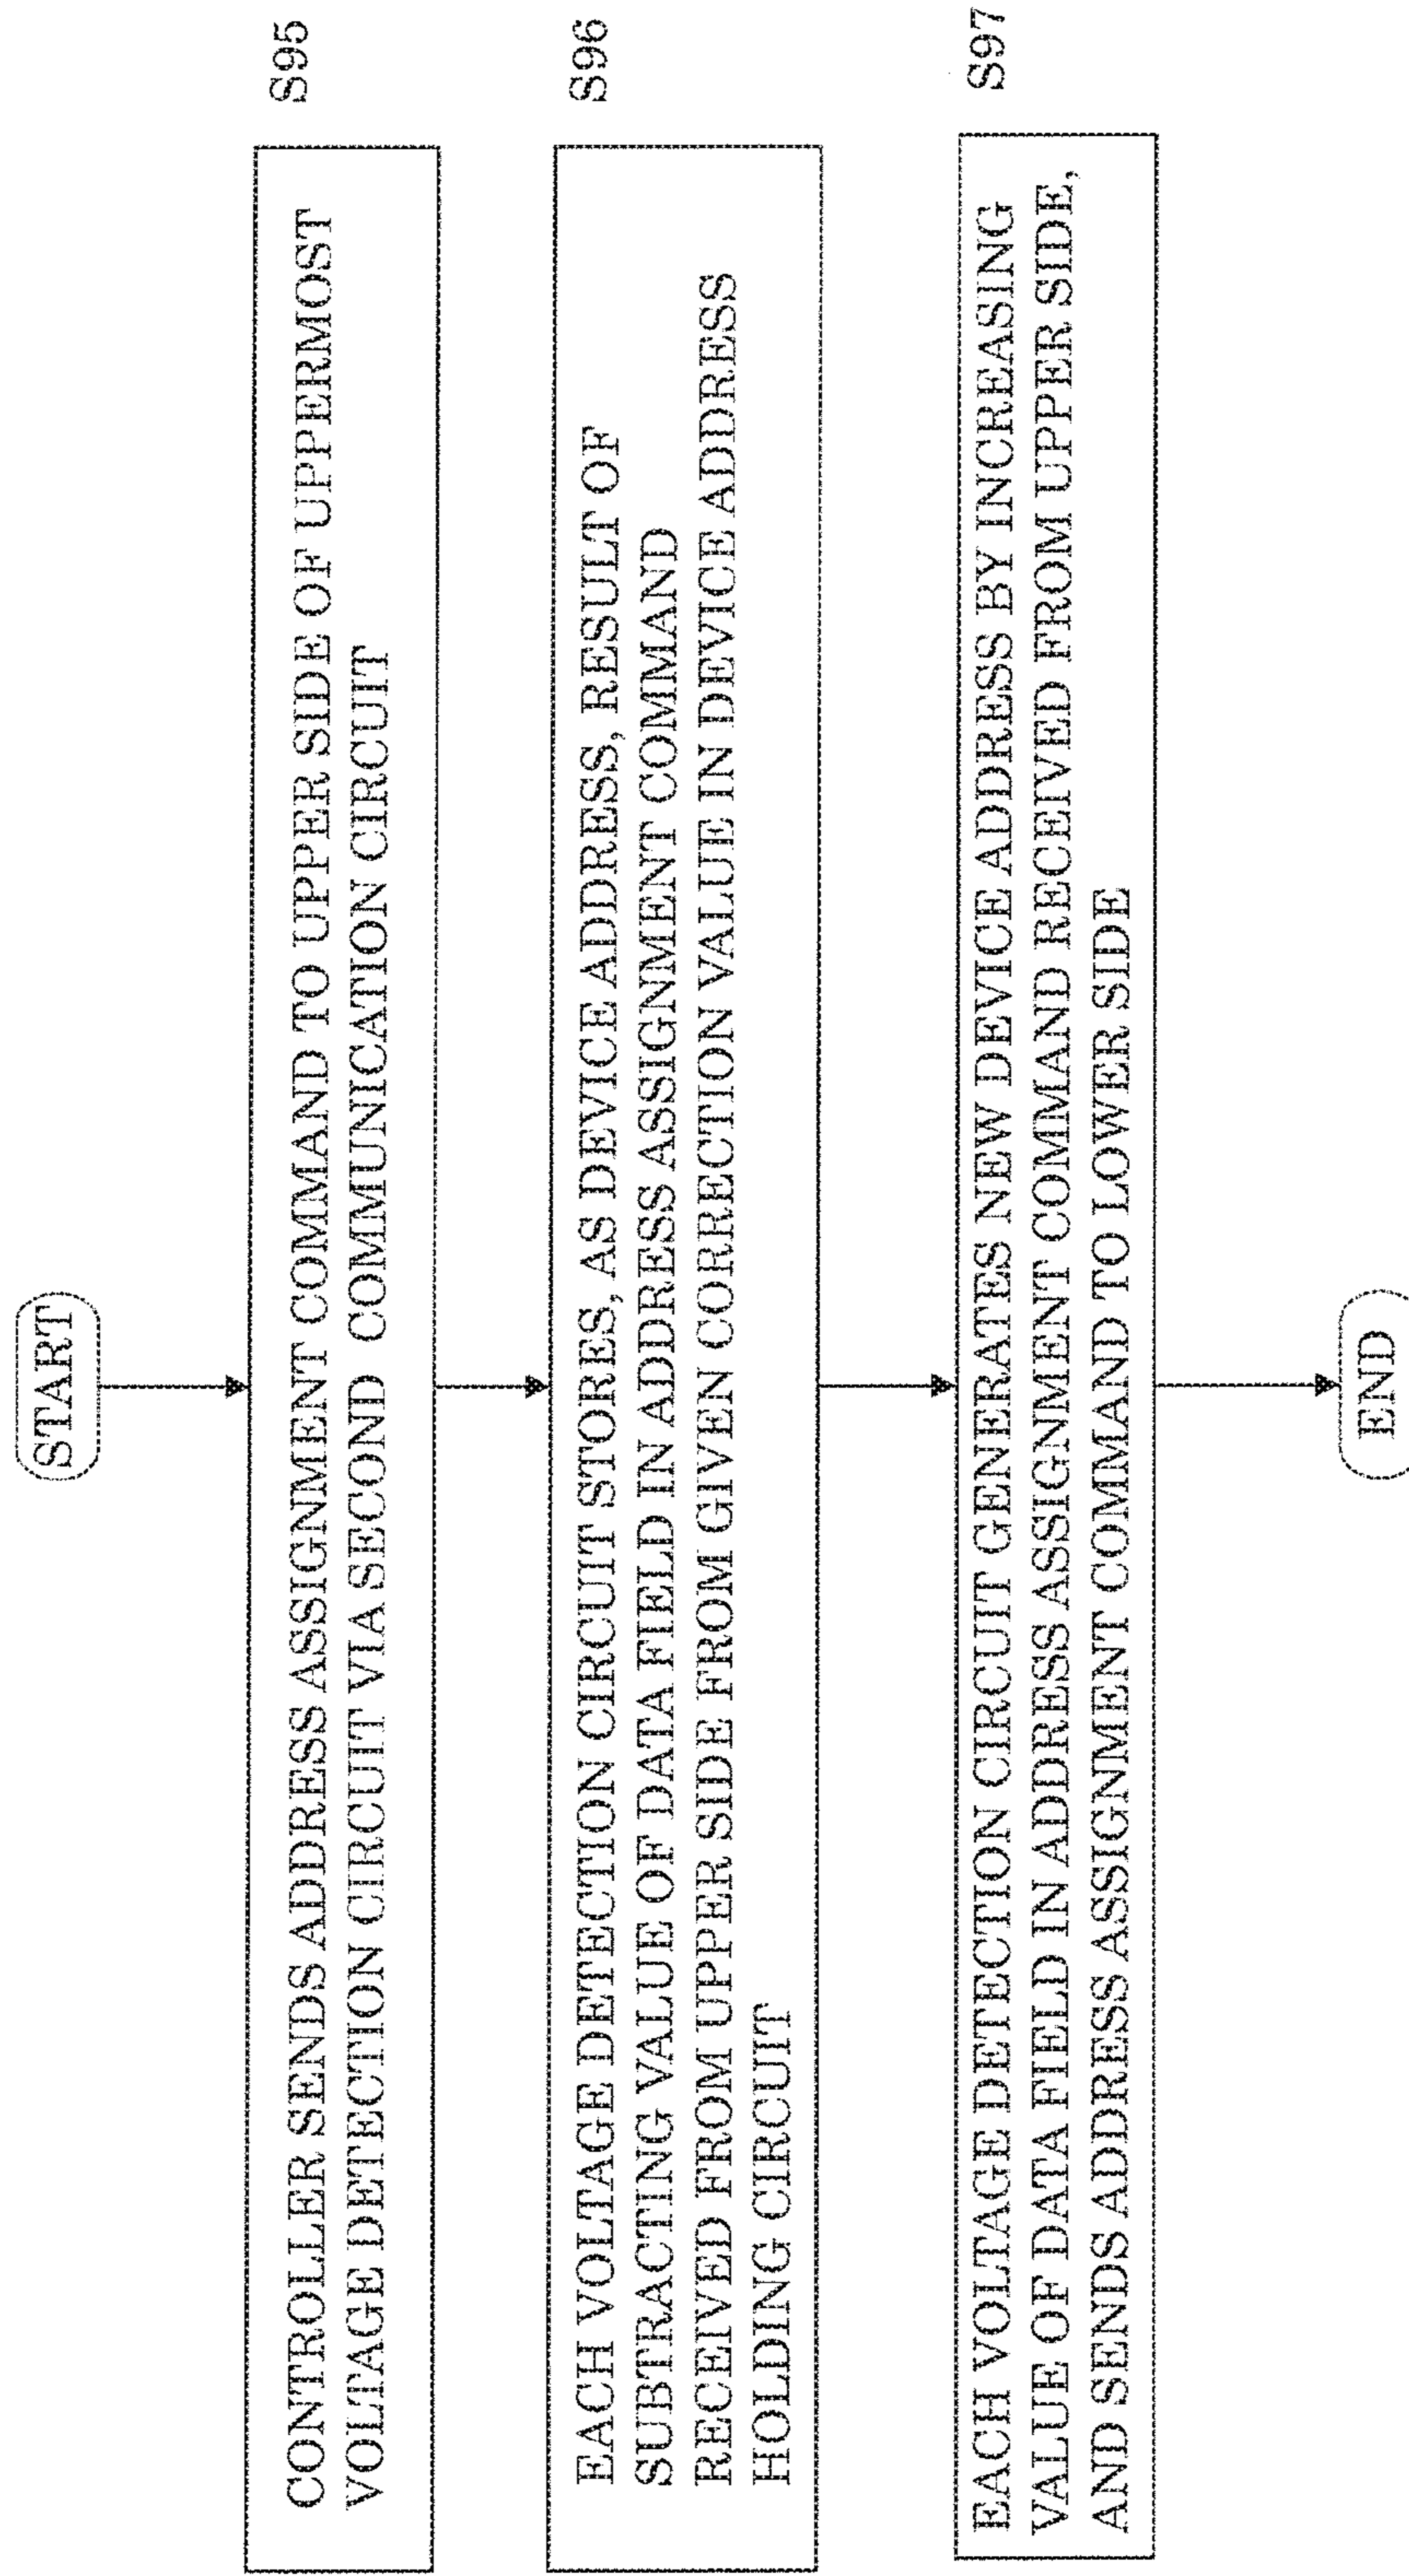 START
CONTROLLER SENDS ADDRESS ASSIGNMENT COMMAND TO UPPER SIDE OF UPPERMOST
VOLTAGE DETECTION CIRCUIT VIA SECOND COMMUNICATION CIRCUIT
S95
EACH VOLTAGE DETECTION CIRCUIT STORES, AS DEVICE ADDRESS, RESULT OF
SUBTRACTING VALUE OF DATA FIELD IN ADDRESS ASSIGNMENT COMMAND
RECEIVED FROM UPPER SIDE FROM GIVEN CORRECTION VALUE IN DEVICE ADDRESS
HOLDING CIRCUIT
S96
EACH VOLTAGE DETECTION CIRCUIT GENERATES NEW DEVICE ADDRESS BY INCREASING
VALUE OF DATA FIELD IN ADDRESS ASSIGNMENT COMMAND RECEIVED FROM UPPER SIDE,
AND SENDS ADDRESS ASSIGNMENT COMMAND TO LOWER SIDE
S97
END